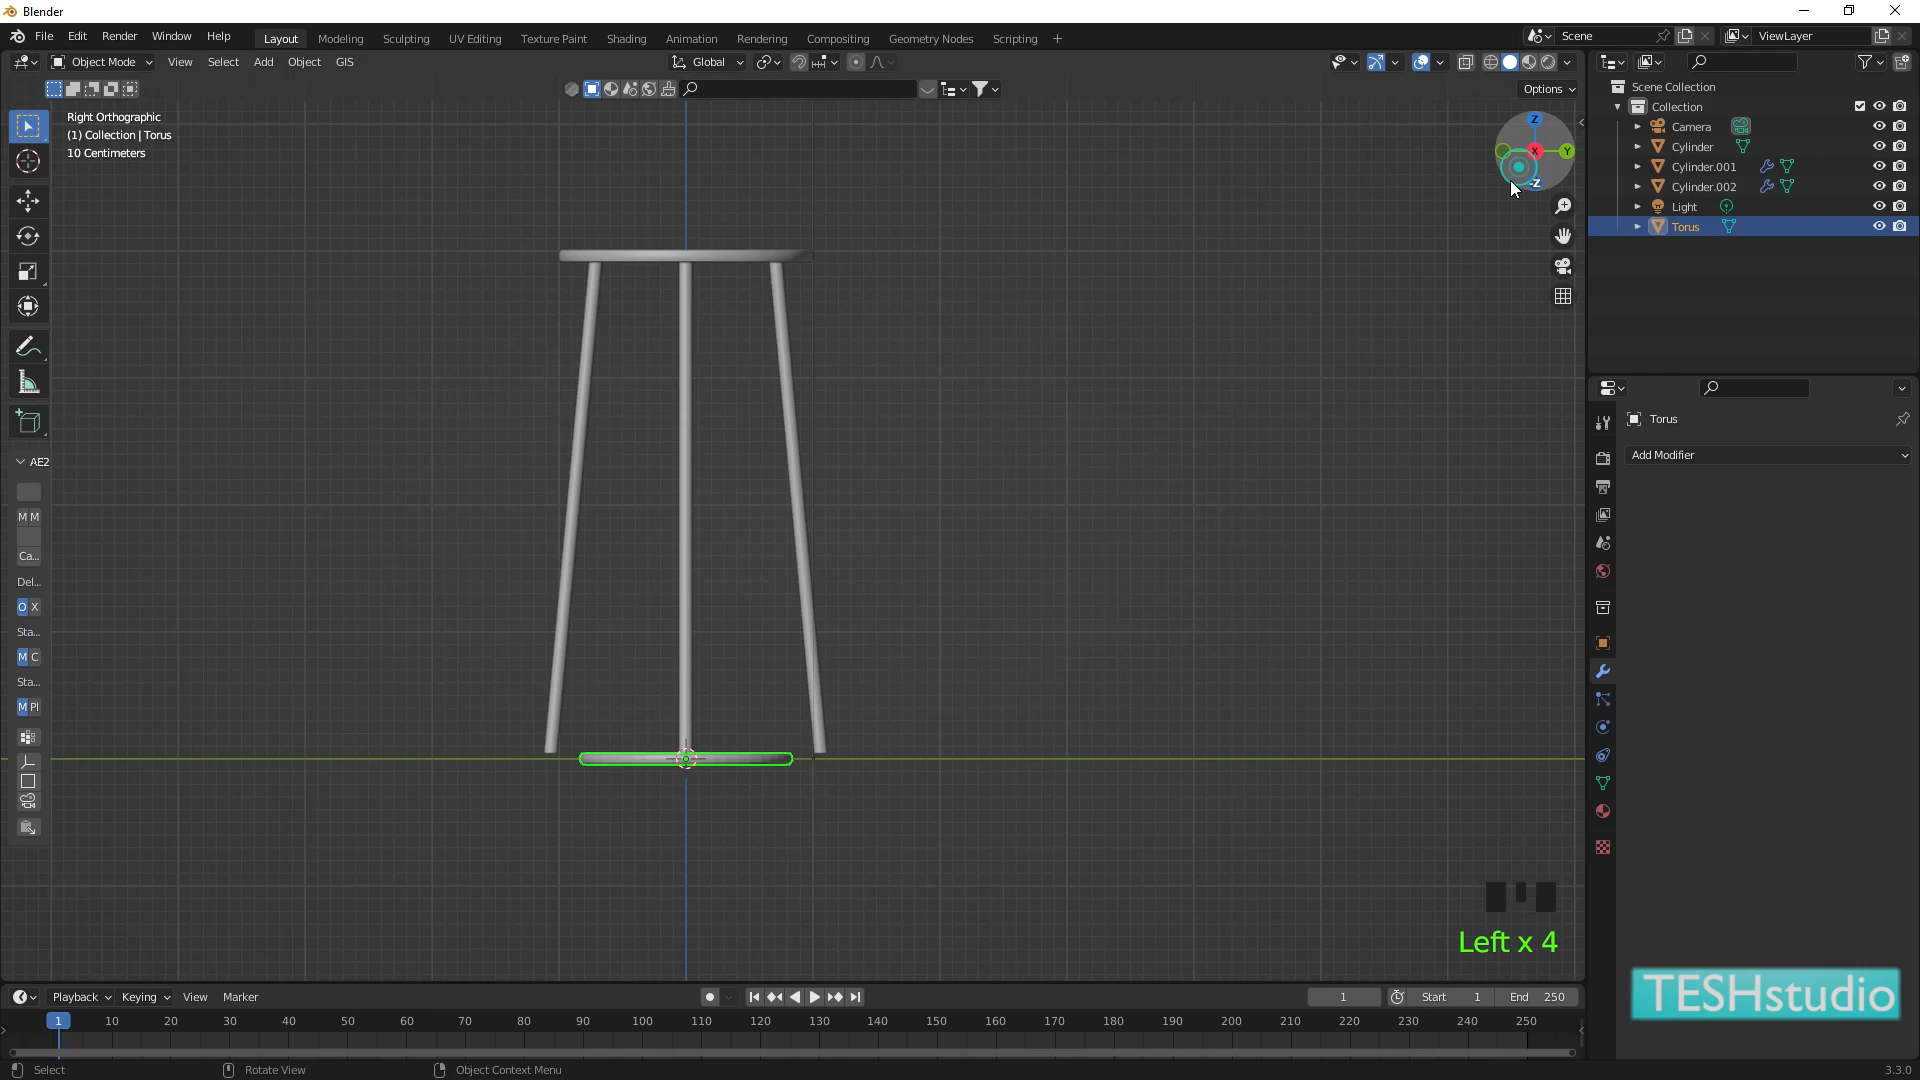 Blender
File Edit Render Window Help
Layout Modeling Sculpting UV Editing Texture Paint Shading Animation Rendering Compositing Geometry Nodes Scripting +
Scene
ViewLayer
Object Mode View Select Add Object GIS
Global
Options
Right Orthographic
(1) Collection | Torus
10 Centimeters
Z
X
Y
-Z
Scene Collection
Collection
Camera
Cylinder
Cylinder.001
Cylinder.002
Light
Torus
Torus
Add Modifier
AE2
M M
Ca...
Del...
O X
Sta...
M C
Sta...
M Pl
Left x 4
TESHstudio
Playback Keying View Marker
1
Start 1
End 250
1 10 20 30 40 50 60 70 80 90 100 110 120 130 140 150 160 170 180 190 200 210 220 230 240 250
Select
Rotate View
Object Context Menu
3.3.0